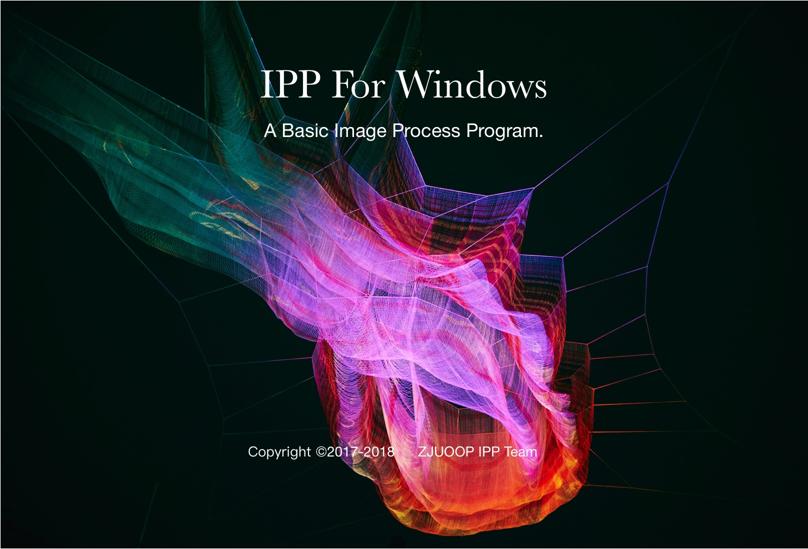 IPP For Windows
A Basic Image Process Program.
Copyright ©2017-2018 ZJUOOP IPP Team